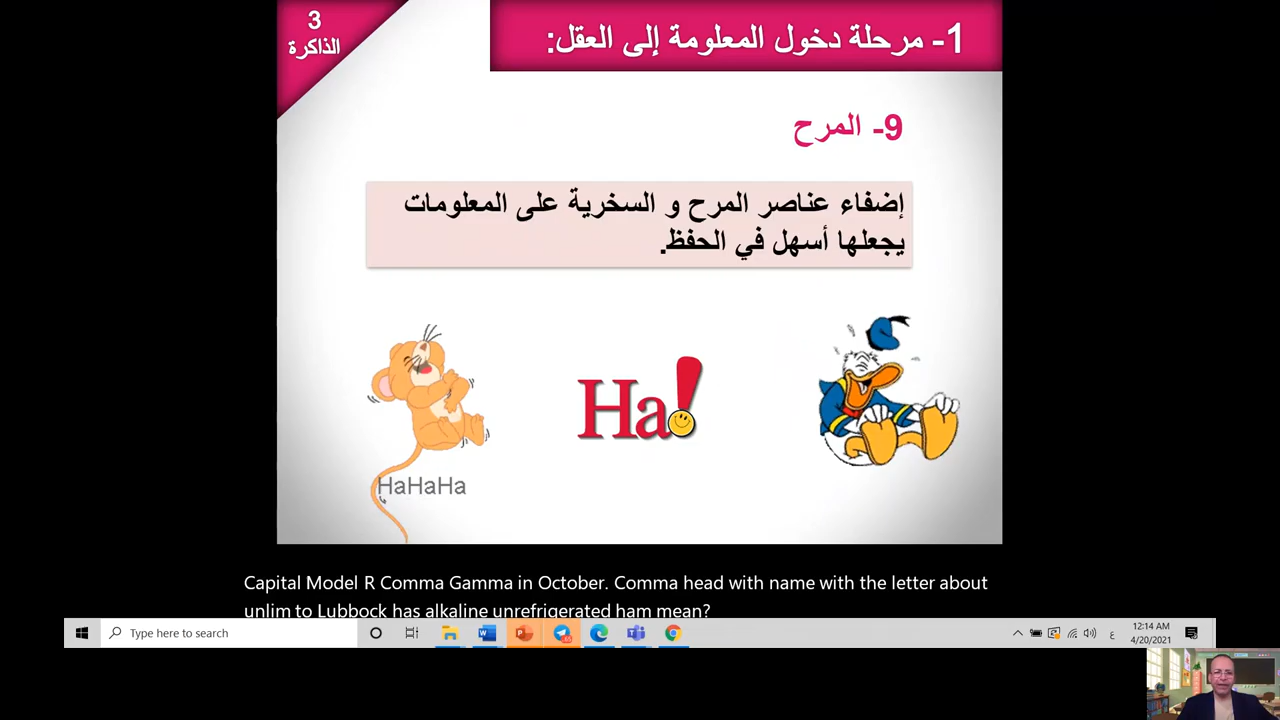 3
الذاكرة
1- مرحلة دخول المعلومة إلى العقل:
9- المرح
إضفاء عناصر المرح و السخرية على المعلومات
يجعلها أسهل في الحفظ.
Ha!
HaHaHa
Capital Model R Comma Gamma in October. Comma head with name with the letter about
unlim to Lubbock has alkaline unrefrigerated ham mean?
Type here to search
ع
12:14 AM
4/20/2021